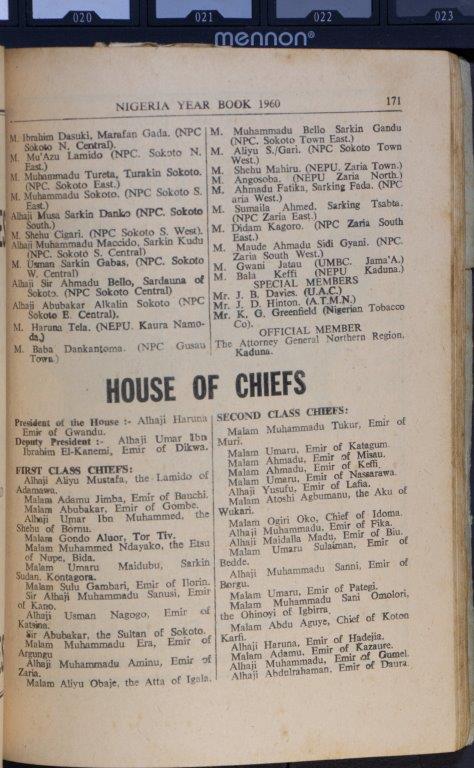 020
021
022
023
mennon®
NIGERIA YEAR BOOK 1960
171
M. Ibrahim Dasuki, Marafan Gada. (NPC
Sokoto N. Central).
M. Mu'Azu Lamido (NPC. Sokoto N.
East.)
M. Muhammadu Tureta, Turakin Sokoto.
(NPC. Sokoto East.)
M. Muhammadu Sokoto. (NPC Sokoto S.
East.)
Alhaji Musa Sarkin Danko (NPC. Sokoto
South.)
M. Shehu Cigari. (NPC Sokoto S. West).
Alhaji Muhammadu Maccido, Sarkin Kudu
(NPC. Sokoto S. Central)
M. Usman Sarkin Gabas, (NPC. Sokoto
W. Central)
Alhaji Sir Ahmadu Bello, Sardauna of
Sokoto. (NPC Sokoto Central)
Alhaji Abubakar Alkalin Sokoto (NPC
Sokoto E. Central).
M. Haruna Tela. (NEPU. Kaura Namo-
da.)
M. Baba Dankantoma. (NPC Gusau
Town.)
M. Muhammadu Bello Sarkin Gandu
(NPC. Sokoto Town East.)
M. Aliyu S./Gari. (NPC Sokoto Town
West.)
M. Shehu Mahiru. (NEPU. Zaria Town.)
M. Angosoba. (NEPU Zaria North.)
M. Ahmadu Fatika, Sarking Fada. (NPC
aria West.)
M. Sumaila Ahmed. Sarking Tsabta.
(NPC Zaria East.)
M. Didam Kagoro. (NPC Zaria South
East.)
M. Maude Ahmadu Sidi Gyani. (NPC.
Zaria South West.)
M. Gwani Jatau (UMBC. Jama'A.)
M. Bala Keffi (NEPU Kaduna.)
SPECIAL MEMBERS
Mr. J. B. Davies. (U.A.C.)
Mr. J. D. Hinton. (A.T.M.N.)
Mr. K. G. Greenfield (Nigerian Tobacco
Co).
OFFICIAL MEMBER
The Attorney General Northern Region,
Kaduna.
HOUSE OF CHIEFS
President of the House :- Alhaji Haruna
Emir of Gwandu.
Deputy President :- Alhaji Umar Ibn
Ibrahim El-Kanemi, Emir of Dikwa.
FIRST CLASS CHIEFS:
Alhaji Aliyu Mustafa, the Lamido of
Adamawa.
Malam Adamu Jimba, Emir of Bauchi.
Malam Abubakar, Emir of Gombe.
Alhaji Umar Ibn Muhammed, the
Shehu of Bornu.
Malam Gondo Aluor, Tor Tiv.
Malam Muhammed Ndayako, the Etsu
of Nupe, Bida.
Malam Umaru Maidubu, Sarkin
Sudan. Kontagora.
Malam Sulu Gambari, Emir of Ilorin.
Sir Alhaji Muhammadu Sanusi, Emir
of Kano.
Alhaji Usman Nagogo, Emir of
Katsina.
Sir Abubakar, the Sultan of Sokoto.
Malam Muhammadu Era, Emir of
Argungu
Alhaji Muhammadu Aminu, Emir of
Zaria.
Malam Aliyu Obaje, the Atta of Igala.
SECOND CLASS CHIEFS:
Malam Muhammadu Tukur, Emir of
Muri.
Malam Umaru, Emir of Katagum.
Malam Ahmadu, Emir of Misau.
Malam Ahmadu, Emir of Keffi.
Malam Umaru, Emir of Nassarawa.
Alhaji Yusufu, Emir of Lafia.
Malam Atoshi Agbumanu, the Aku of
Wukari.
Malam Ogiri Oko, Chief of Idoma.
Alhaji Muhammadu, Emir of Fika.
Alhaji Maidalla Madu, Emir of Biu.
Malam Umaru Sulaiman, Emir of
Bedde.
Alhaji Muhammadu Sanni, Emir of
Borgu.
Malam Umaru, Emir of Pategi.
Malam Muhammadu Sani Omolori,
the Ohinoyi of Igbirra.
Malam Abdu Aguye, Chief of Koton
Karfi.
Alhaji Haruna, Emir of Hadejia.
Malam Adamu, Emir of Kazaure.
Alhaji Muhammadu, Emir of Gumel.
Alhaji Abdulrahaman, Emir of Daura.